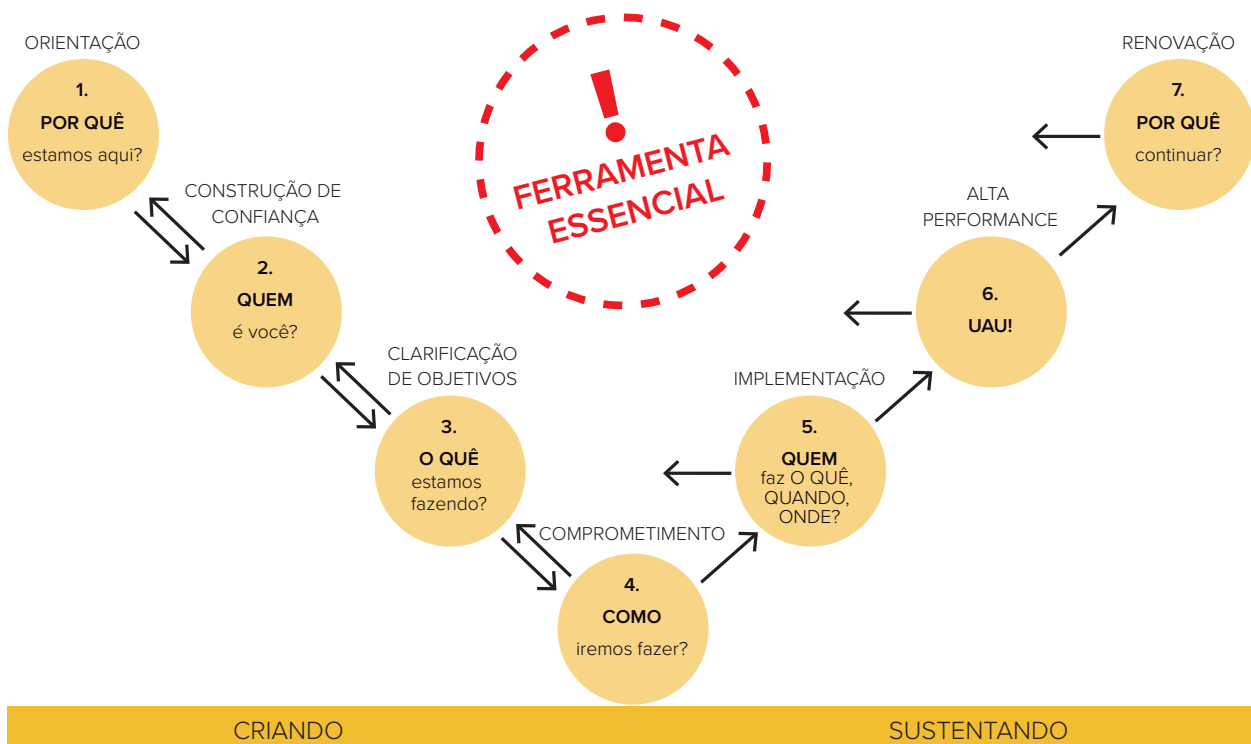 ORIENTAÇÃO
1.
POR QUÊ
estamos aqui?
CONSTRUÇÃO DE
CONFIANÇA
2.
QUEM
é você?
CLARIFICAÇÃO
DE OBJETIVOS
3.
O QUÊ
estamos
fazendo?
COMPROMETIMENTO
4.
COMO
iremos fazer?
IMPLEMENTAÇÃO
5.
QUEM
faz O QUÊ,
QUANDO,
ONDE?
ALTA
PERFORMANCE
6.
UAU!
RENOVAÇÃO
7.
POR QUÊ
continuar?
!
FERRAMENTA
ESSENCIAL
CRIANDO
SUSTENTANDO